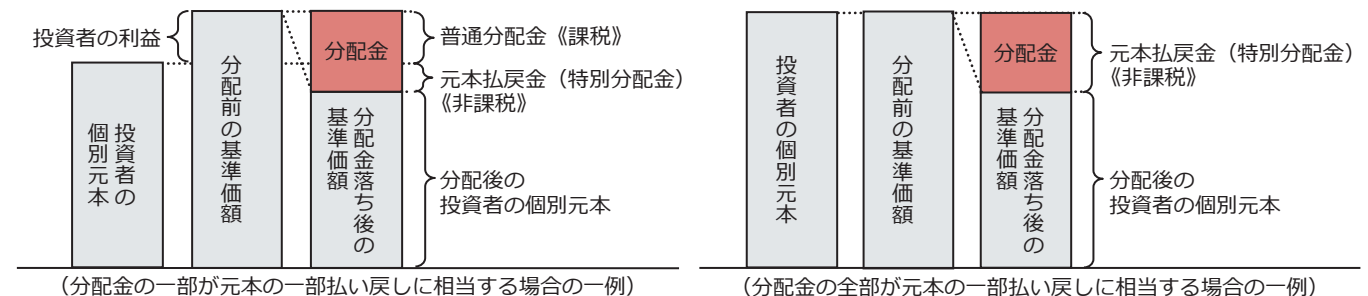 投資者の利益
投資者の
個別元本
分配前の基準価額
分配金
分配金落ち後の
基準価額
普通分配金《課税》
元本払戻金（特別分配金）
《非課税》
分配後の
投資者の個別元本
（分配金の一部が元本の一部払い戻しに相当する場合の一例）
投資者の個別元本
分配前の基準価額
分配金
分配金落ち後の
基準価額
元本払戻金（特別分配金）
《非課税》
分配後の
投資者の個別元本
（分配金の全部が元本の一部払い戻しに相当する場合の一例）